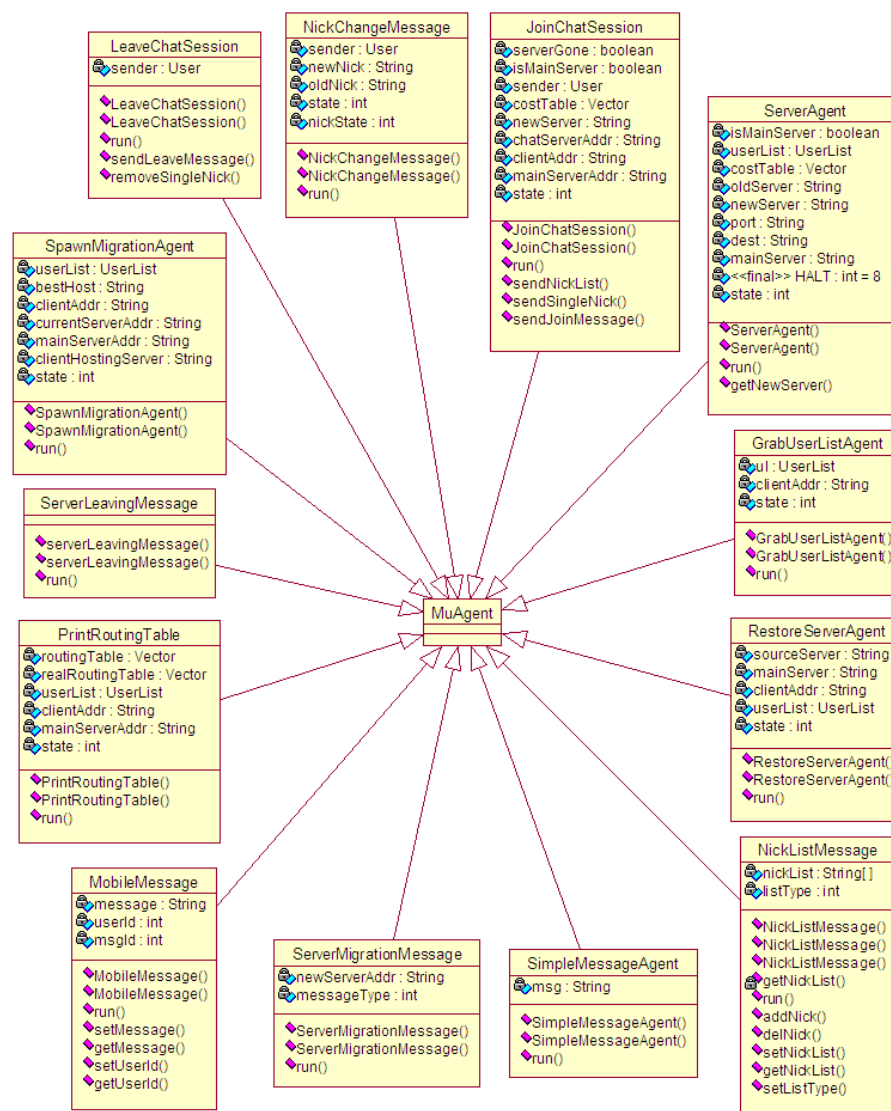 LeaveChatSession
sender : User
LeaveChatSession()
LeaveChatSession()
run()
sendLeaveMessage()
removeSingleNick()
NickChangeMessage
sender : User
newNick : String
oldNick : String
state : int
nickState : int
NickChangeMessage()
NickChangeMessage()
run()
JoinChatSession
serverGone : boolean
isMainServer : boolean
sender : User
costTable : Vector
newServer : String
chatServerAddr : String
clientAddr : String
mainServerAddr : String
state : int
JoinChatSession()
JoinChatSession()
run()
sendNickList()
sendSingleNick()
sendJoinMessage()
ServerAgent
isMainServer : boolean
userList : UserList
costTable : Vector
oldServer : String
newServer : String
port : String
dest : String
mainServer : String
<<final>> HALT : int = 8
state : int
ServerAgent()
ServerAgent()
run()
getNewServer()
SpawnMigrationAgent
userList : UserList
bestHost : String
clientAddr : String
currentServerAddr : String
mainServerAddr : String
clientHostingServer : String
state : int
SpawnMigrationAgent()
SpawnMigrationAgent()
run()
GrabUserListAgent
ul : UserList
clientAddr : String
state : int
GrabUserListAgent()
GrabUserListAgent()
run()
ServerLeavingMessage
serverLeavingMessage()
serverLeavingMessage()
run()
MuAgent
PrintRoutingTable
routingTable : Vector
realRoutingTable : Vector
userList : UserList
clientAddr : String
mainServerAddr : String
state : int
PrintRoutingTable()
PrintRoutingTable()
run()
RestoreServerAgent
sourceServer : String
mainServer : String
clientAddr : String
userList : UserList
state : int
RestoreServerAgent()
RestoreServerAgent()
run()
MobileMessage
message : String
userId : int
msgId : int
MobileMessage()
MobileMessage()
run()
setMessage()
getMessage()
setUserId()
getUserId()
ServerMigrationMessage
newServerAddr : String
messageType : int
ServerMigrationMessage()
ServerMigrationMessage()
run()
SimpleMessageAgent
msg : String
SimpleMessageAgent()
SimpleMessageAgent()
run()
NickListMessage
nickList : String[ ]
listType : int
NickListMessage()
NickListMessage()
NickListMessage()
getNickList()
run()
addNick()
delNick()
setNickList()
getNickList()
setListType()